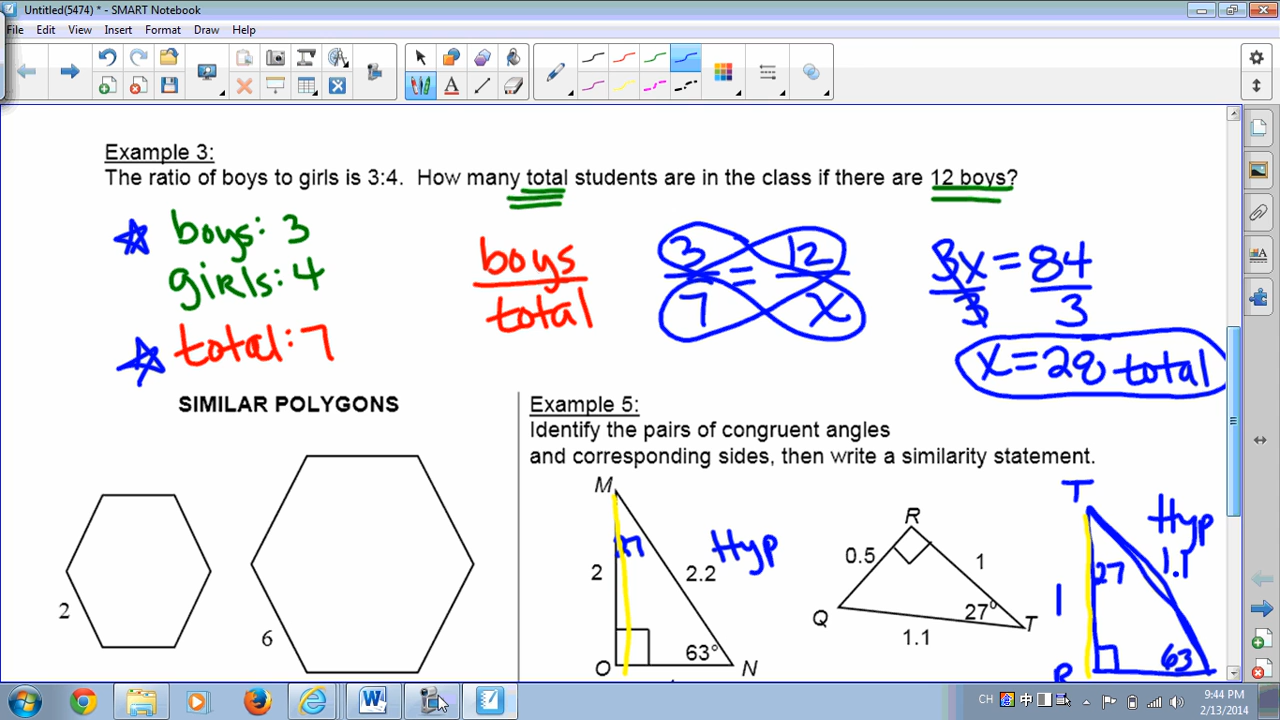 Untitled(5474) * - SMART Notebook
File Edit View Insert Format Draw Help
Example 3:
The ratio of boys to girls is 3:4. How many total students are in the class if there are 12 boys?
boys: 3
girls: 4
total: 7
boys
total
3 = 12
7 x
3x = 84
3 3
x = 28 total
SIMILAR POLYGONS
2
6
Example 5:
Identify the pairs of congruent angles
and corresponding sides, then write a similarity statement.
M
27
Hyp
2
2.2
63°
O
N
R
0.5
1
Q
27°
T
1.1
T
Hyp
1.1
27
1
63
R
CH
中
9:44 PM
2/13/2014